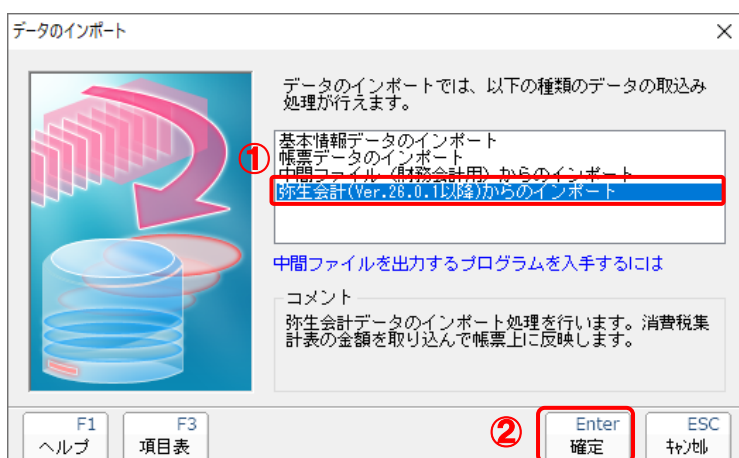 データのインポート
データのインポートでは、以下の種類のデータの取込み
処理が行えます。
①
基本情報データのインポート
帳票データのインポート
中間ファイル（財務会計用）からのインポート
弥生会計(Ver.26.0.1以降)からのインポート
中間ファイルを出力するプログラムを入手するには
コメント
弥生会計データのインポート処理を行います。消費税集
計表の金額を取り込んで帳票上に反映します。
F1
ヘルプ
F3
項目表
②
Enter
確定
ESC
ｷｬﾝｾﾙ